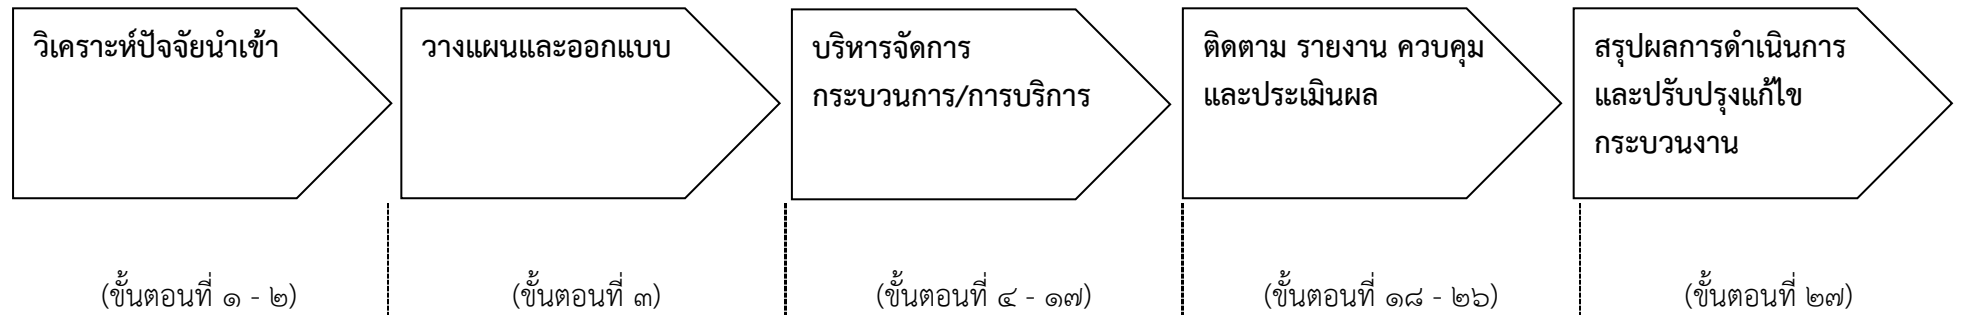 วิเคราะห์ปัจจัยนำเข้า
วางแผนและออกแบบ
บริหารจัดการ
กระบวนการ/การบริการ
ติดตาม รายงาน ควบคุม
และประเมินผล
สรุปผลการดำเนินการ
และปรับปรุงแก้ไข
กระบวนงาน
(ขั้นตอนที่ ๑ - ๒)
(ขั้นตอนที่ ๓)
(ขั้นตอนที่ ๔ - ๑๗)
(ขั้นตอนที่ ๑๘ - ๒๖)
(ขั้นตอนที่ ๒๗)